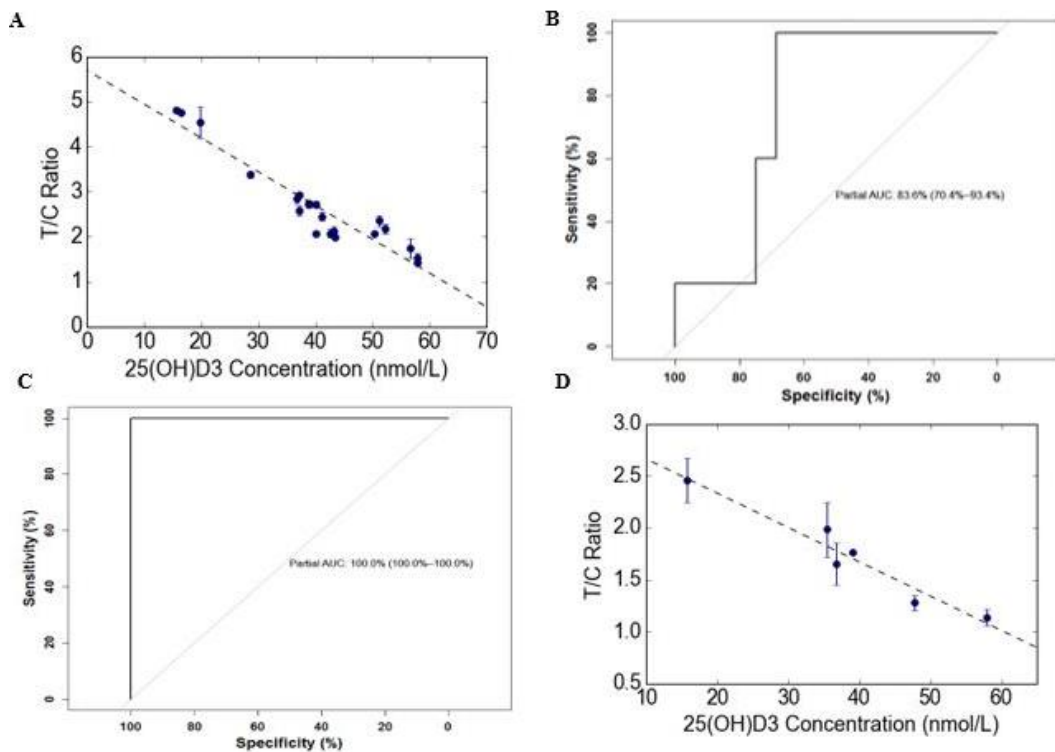 A
6
5
4
3
2
1
0
T/C Ratio
0 10 20 30 40 50 60 70
25(OH)D3 Concentration (nmol/L)
B
100
80
60
40
20
0
Sensitivity (%)
Partial AUC: 83.6% (70.4%–93.4%)
100 80 60 40 20 0
Specificity (%)
C
100
80
60
40
20
0
Sensitivity (%)
Partial AUC: 100.0% (100.0%–100.0%)
100 80 60 40 20 0
Specificity (%)
D
3.0
2.5
2.0
1.5
1.0
0.5
T/C Ratio
10 20 30 40 50 60
25(OH)D3 Concentration (nmol/L)